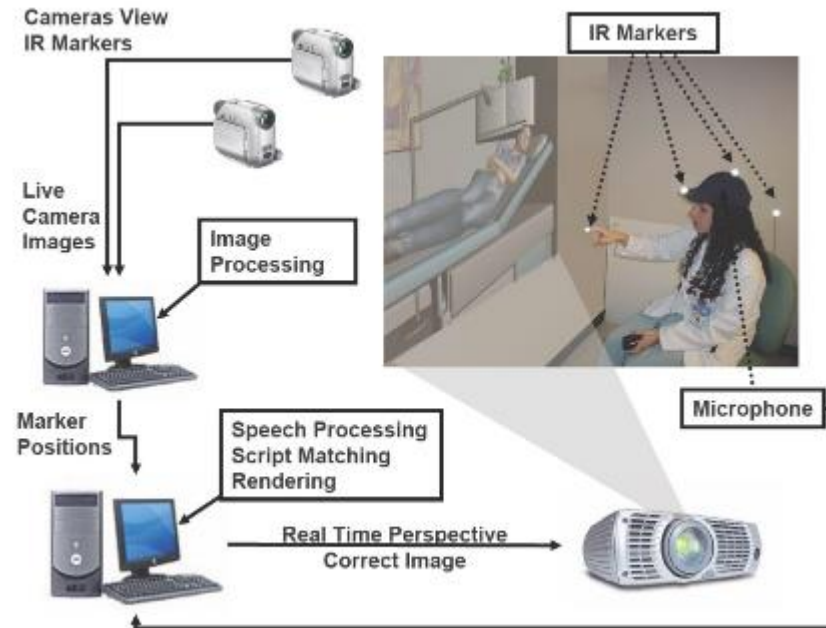 Cameras View
IR Markers
IR Markers
Live
Camera
Images
Image
Processing
Microphone
Marker
Positions
Speech Processing
Script Matching
Rendering
Real Time Perspective
Correct Image